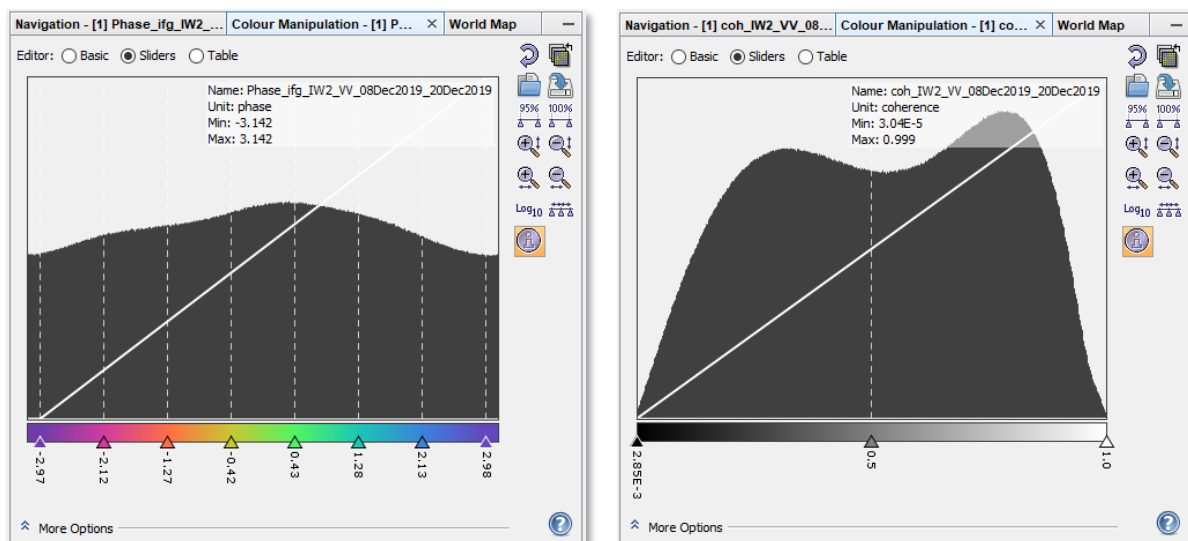 Navigation - [1] Phase_ifg_IW2_... Colour Manipulation - [1] P... × World Map
Editor: Basic Sliders Table
Name: Phase_ifg_IW2_VV_08Dec2019_20Dec2019
Unit: phase
Min: -3.142
Max: 3.142
95% 100%
Log10
-2.97 -2.12 -1.27 -0.42 0.43 1.28 2.13 2.98
More Options
Navigation - [1] coh_IW2_VV_08... Colour Manipulation - [1] co... × World Map
Editor: Basic Sliders Table
Name: coh_IW2_VV_08Dec2019_20Dec2019
Unit: coherence
Min: 3.04E-5
Max: 0.999
95% 100%
Log10
2.85E-3 0.5 1.0
More Options